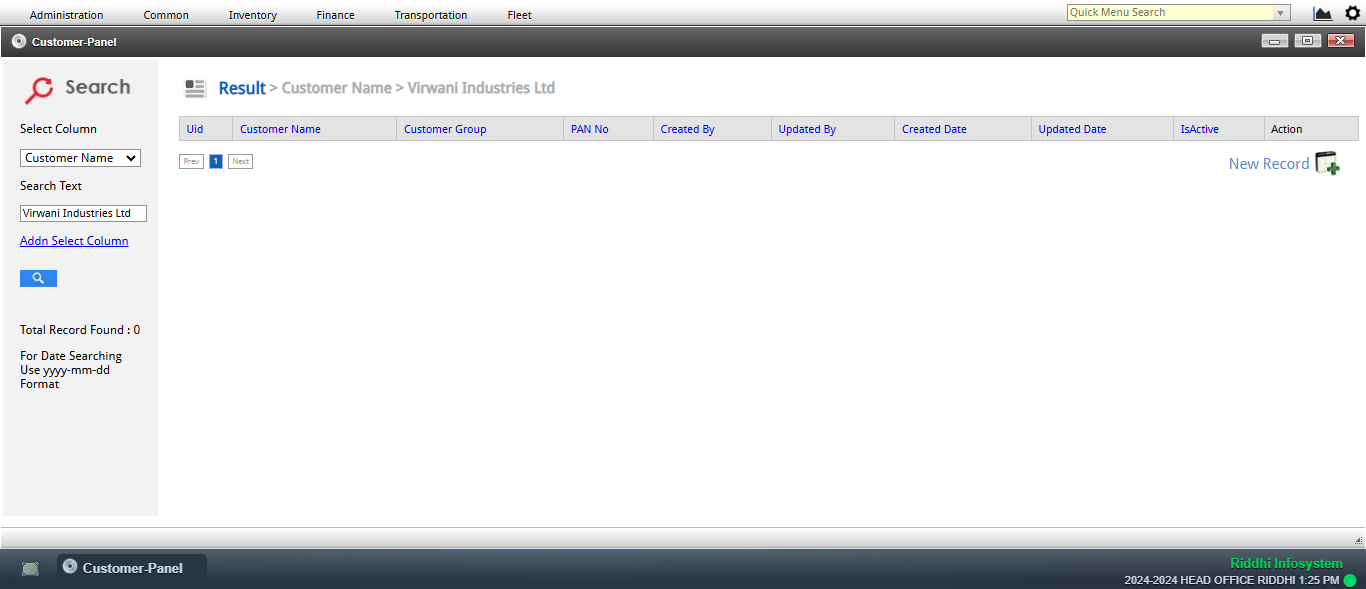 Administration Common Inventory Finance Transportation Fleet Quick Menu Search
Customer-Panel
Search
Select Column
Customer Name
Search Text
Virwani Industries Ltd
Addn Select Column
Total Record Found : 0
For Date Searching
Use yyyy-mm-dd
Format
Result > Customer Name > Virwani Industries Ltd
Uid Customer Name Customer Group PAN No Created By Updated By Created Date Updated Date IsActive Action
Prev 1 Next
New Record
Customer-Panel
Riddhi Infosystem
2024-2024 HEAD OFFICE RIDDHI 1:25 PM